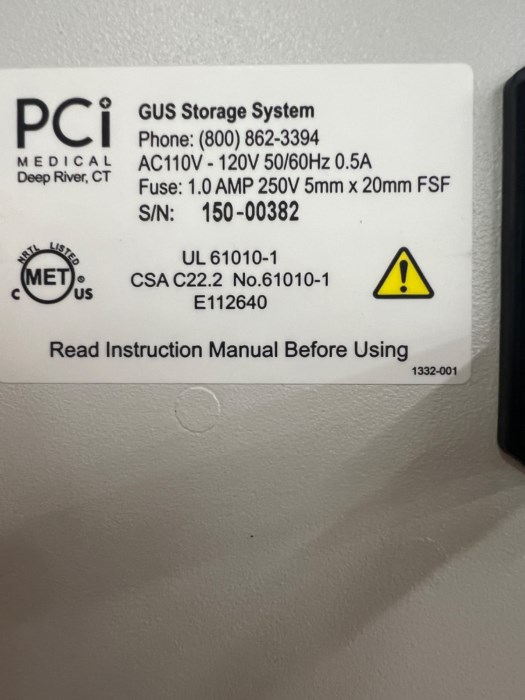 PCi
MEDICAL
Deep River, CT
GUS Storage System
Phone: (800) 862-3394
AC110V - 120V 50/60Hz 0.5A
Fuse: 1.0 AMP 250V 5mm x 20mm FSF
S/N: 150-00382
NRTL LISTED
MET®
C US
UL 61010-1
CSA C22.2 No.61010-1
E112640
!
Read Instruction Manual Before Using
1332-001